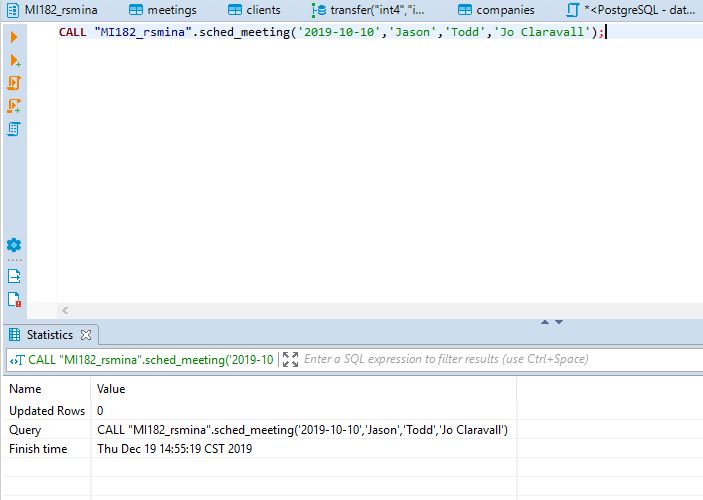 MI182_rsmina meetings clients transfer("int4","i... companies *<PostgreSQL - dat...
CALL "MI182_rsmina".sched_meeting('2019-10-10','Jason','Todd','Jo Claravall');
Statistics
CALL "MI182_rsmina".sched_meeting('2019-10 Enter a SQL expression to filter results (use Ctrl+Space)
Name Value
Updated Rows 0
Query CALL "MI182_rsmina".sched_meeting('2019-10-10','Jason','Todd','Jo Claravall')
Finish time Thu Dec 19 14:55:19 CST 2019